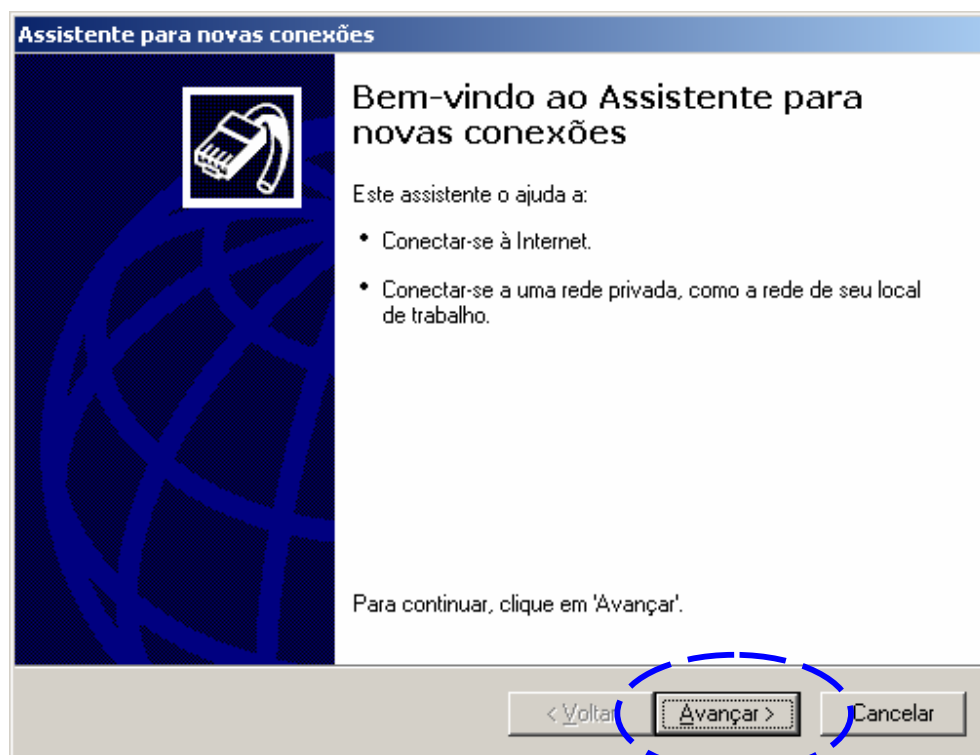 Assistente para novas conexões
Bem-vindo ao Assistente para
novas conexões
Este assistente o ajuda a:
• Conectar-se à Internet.
• Conectar-se a uma rede privada, como a rede de seu local
de trabalho.
Para continuar, clique em 'Avançar'.
< Voltar Avançar > Cancelar